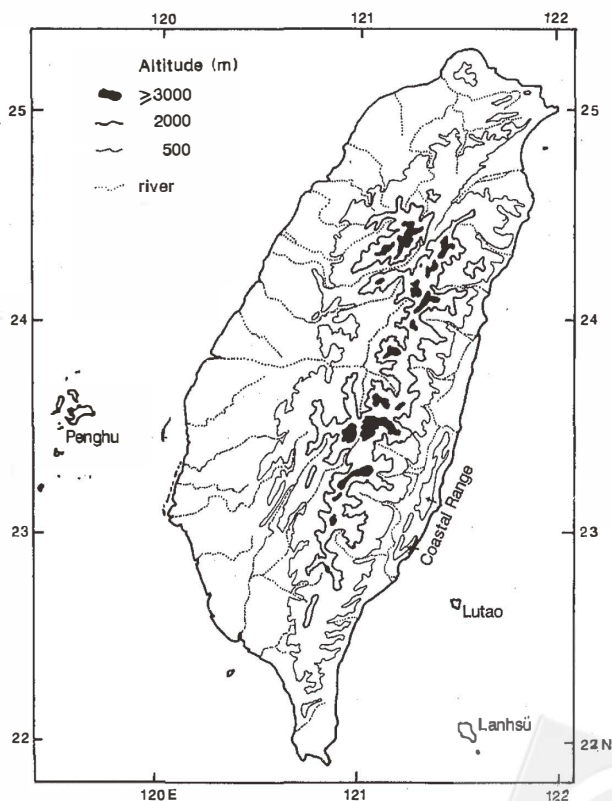 120
121
122
Altitude (m)
⩾3000
2000
500
river
25
25
24
24
Penghu
23
23
Coastal Range
Lutao
Lanhsü
22
22 N
120 E
121
122